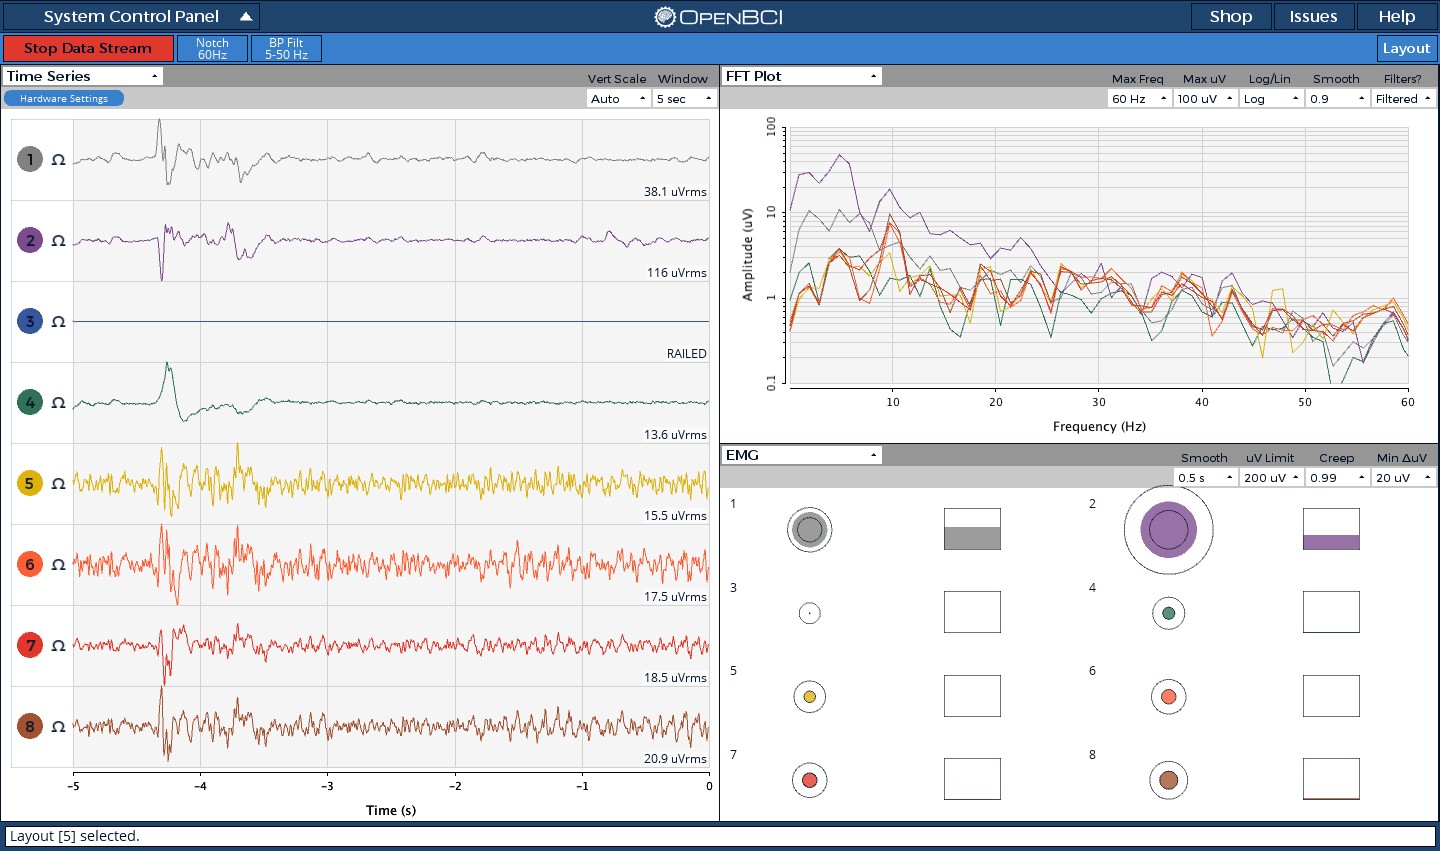 System Control Panel
OpenBCI
Shop Issues Help
Stop Data Stream
Notch
60Hz
BP Filt
5-50 Hz
Layout
Time Series
Vert Scale Window
Hardware Settings
Auto 5 sec
1 Ω
38.1 uVrms
2 Ω
116 uVrms
3 Ω
RAILED
4 Ω
13.6 uVrms
5 Ω
15.5 uVrms
6 Ω
17.5 uVrms
7 Ω
18.5 uVrms
8 Ω
20.9 uVrms
-5 -4 -3 -2 -1 0
Time (s)
FFT Plot
Max Freq Max uV Log/Lin Smooth Filters?
60 Hz 100 uV Log 0.9 Filtered
100
10
1
0.1
Amplitude (uV)
10 20 30 40 50 60
Frequency (Hz)
EMG
Smooth uV Limit Creep Min ΔuV
0.5 s 200 uV 0.99 20 uV
1 2
3 4
5 6
7 8
Layout [5] selected.